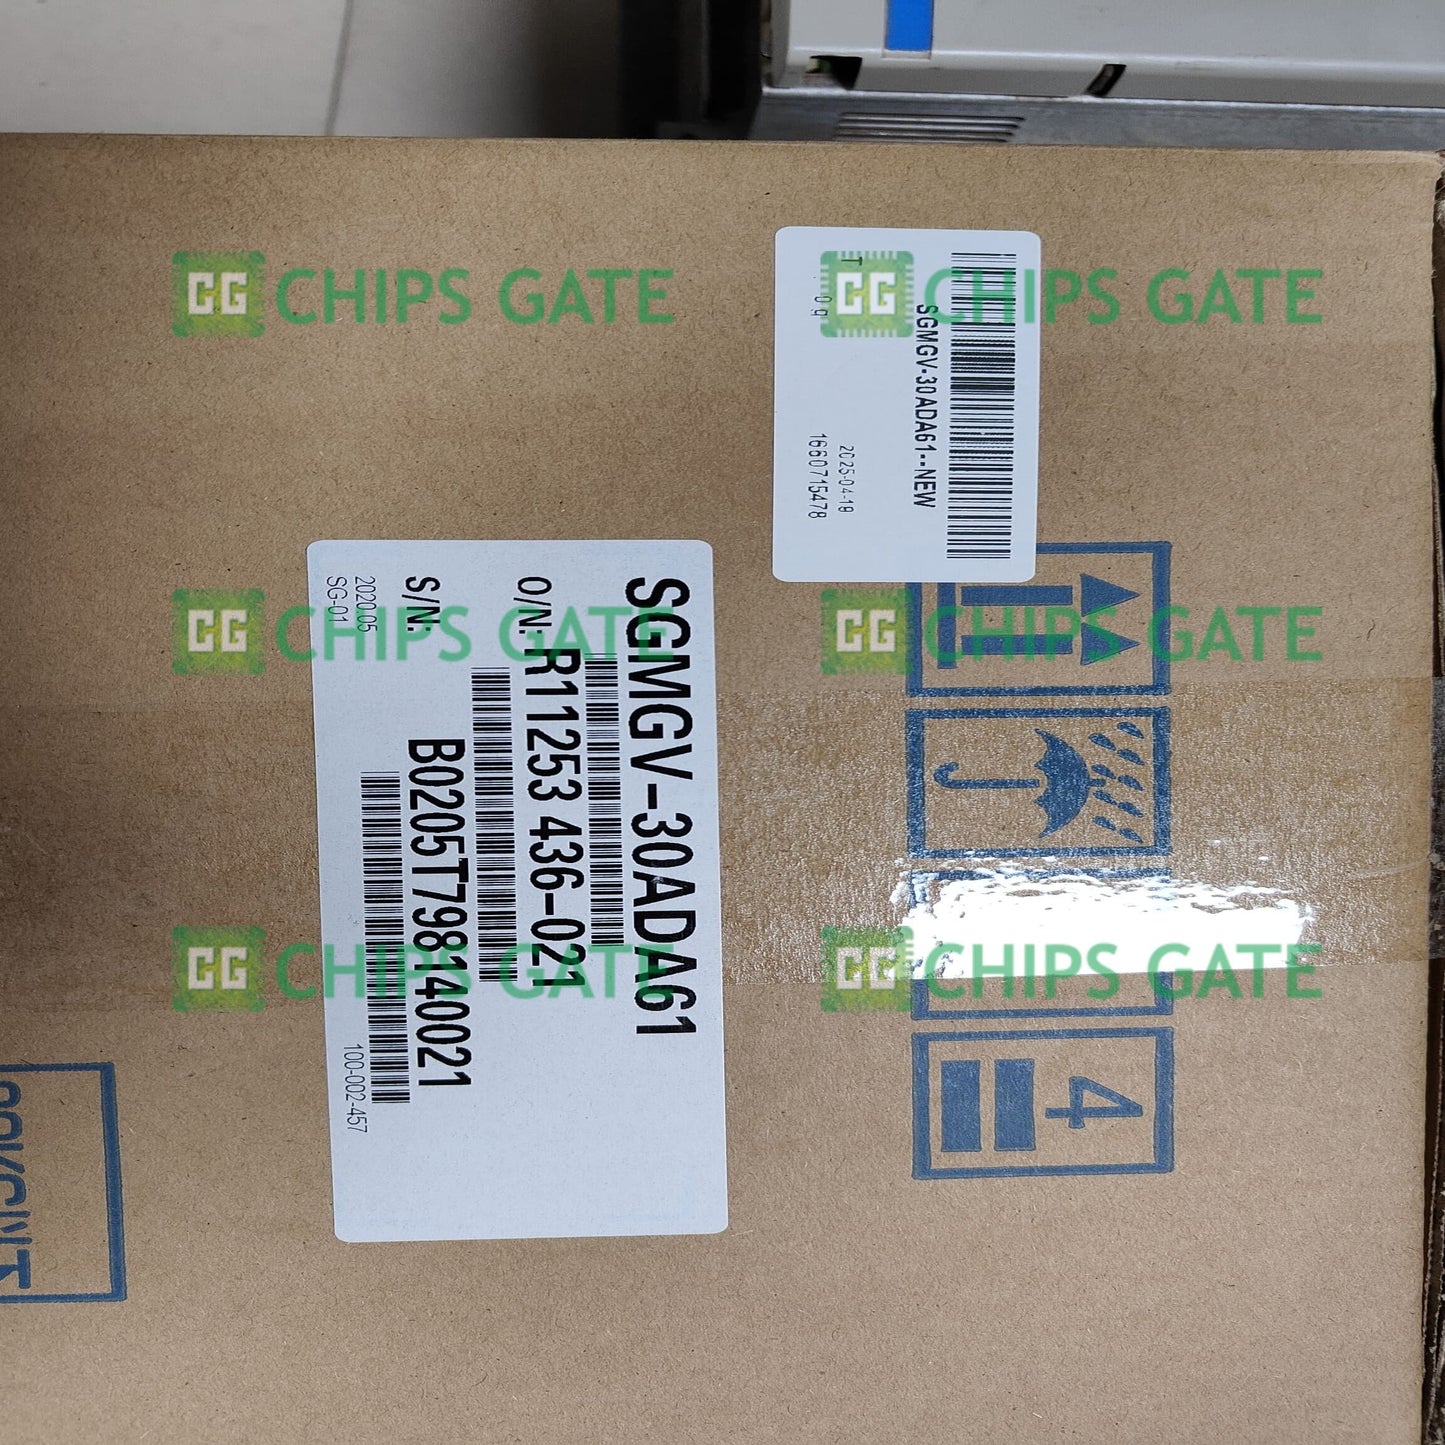 SGMGV-30ADA61
O/N. R11253 436-021
S/N. B0205T798140021
2020.05
SG-01
100-002-457
SGMGV-30ADA61--NEW
2025-04-18
1660715478
4
CG CHIPS GATE
CG CHIPS GATE
CG CHIPS GATE
CG CHIPS GATE
CG CHIPS GATE
CG CHIPS GATE